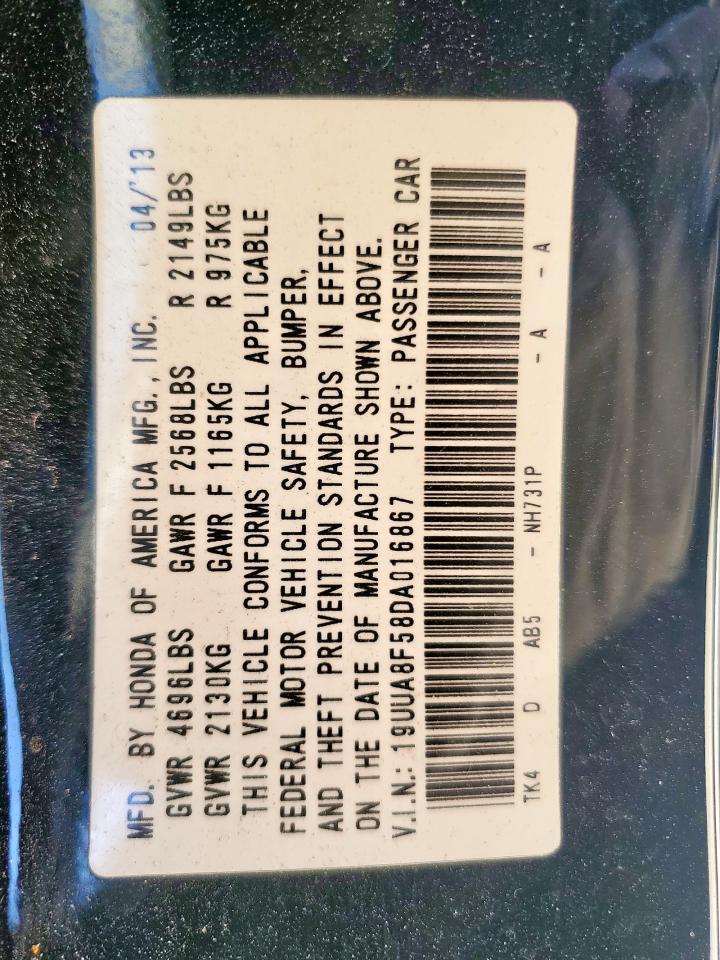 MFD. BY HONDA OF AMERICA MFG., INC. 04/'13
GVWR 4696LBS GAWR F 2568LBS R 2149LBS
GVWR 2130KG GAWR F 1165KG R 975KG
THIS VEHICLE CONFORMS TO ALL APPLICABLE
FEDERAL MOTOR VEHICLE SAFETY, BUMPER,
AND THEFT PREVENTION STANDARDS IN EFFECT
ON THE DATE OF MANUFACTURE SHOWN ABOVE.
V.I.N.: 19UUA8F58DA016867 TYPE: PASSENGER CAR
TK4 D AB5 - NH731P - A - A